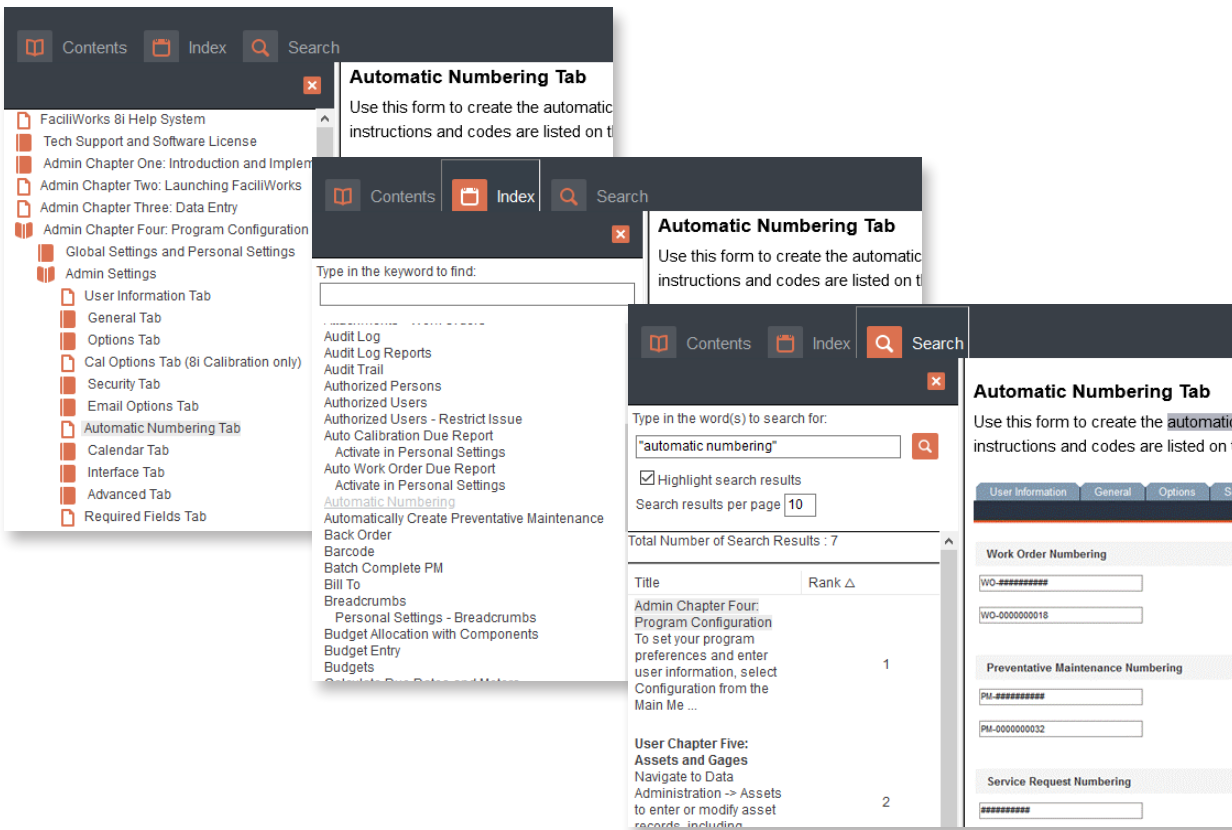 Contents Index Search
Automatic Numbering Tab
Use this form to create the automatic
instructions and codes are listed on
FaciliWorks 8i Help System
Tech Support and Software License
Admin Chapter One: Introduction and Implem
Admin Chapter Two: Launching FaciliWorks
Admin Chapter Three: Data Entry
Admin Chapter Four: Program Configuration
Global Settings and Personal Settings
Admin Settings
User Information Tab
General Tab
Options Tab
Cal Options Tab (8i Calibration only)
Security Tab
Email Options Tab
Automatic Numbering Tab
Calendar Tab
Interface Tab
Advanced Tab
Required Fields Tab
Contents Index Search
Automatic Numbering Tab
Use this form to create the automatic
instructions and codes are listed on
Type in the keyword to find:
Audit Log
Audit Log Reports
Audit Trail
Authorized Persons
Authorized Users
Authorized Users - Restrict Issue
Auto Calibration Due Report
Activate in Personal Settings
Auto Work Order Due Report
Activate in Personal Settings
Automatic Numbering
Automatically Create Preventative Maintenance
Back Order
Barcode
Batch Complete PM
Bill To
Breadcrumbs
Personal Settings - Breadcrumbs
Budget Allocation with Components
Budget Entry
Budgets
Contents Index Search
Type in the word(s) to search for:
"automatic numbering"
Highlight search results
Search results per page 10
Total Number of Search Results : 7
Title Rank
Admin Chapter Four:
Program Configuration
To set your program
preferences and enter
user information, select
Configuration from the
Main Me ...
1
User Chapter Five:
Assets and Gages
Navigate to Data
Administration -> Assets
to enter or modify asset
records, including
2
Automatic Numbering Tab
Use this form to create the automatic
instructions and codes are listed on
User Information General Options S
Work Order Numbering
WO-##########
WO-0000000018
Preventative Maintenance Numbering
PM-##########
PM-0000000032
Service Request Numbering
##########